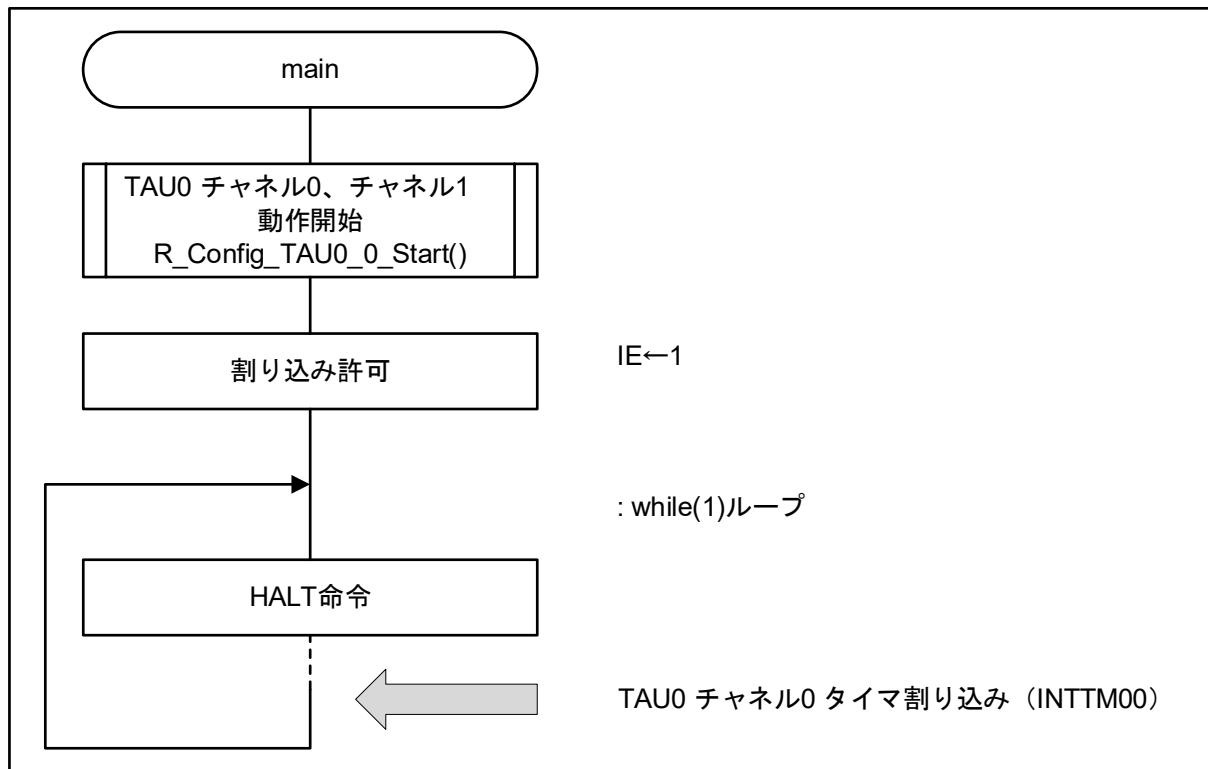 main
TAU0 チャネル0、チャネル1
動作開始
R_Config_TAU0_0_Start()
割り込み許可
IE←1
: while(1)ループ
HALT命令
TAU0 チャネル0 タイマ割り込み（INTTM00）